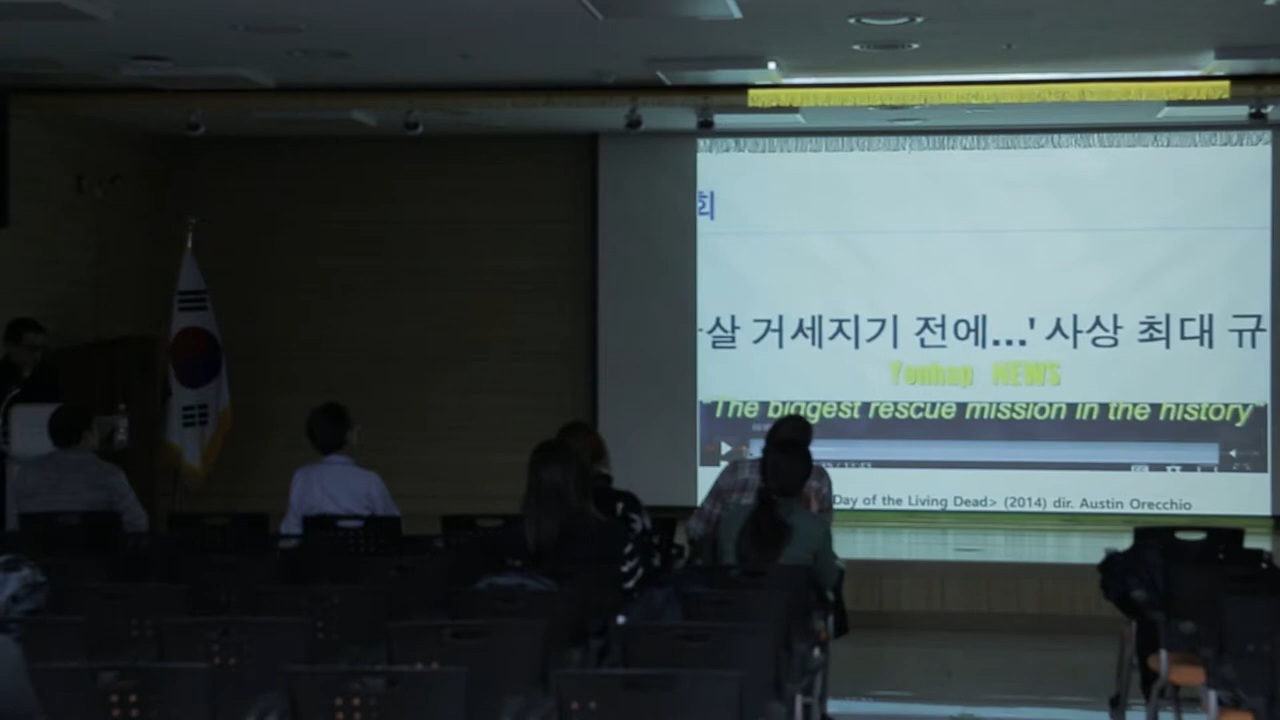 회
살 거세지기 전에...' 사상 최대 규
Yonhap NEWS
"The biggest rescue mission in the history"
Day of the Living Dead> (2014) dir. Austin Orecchio